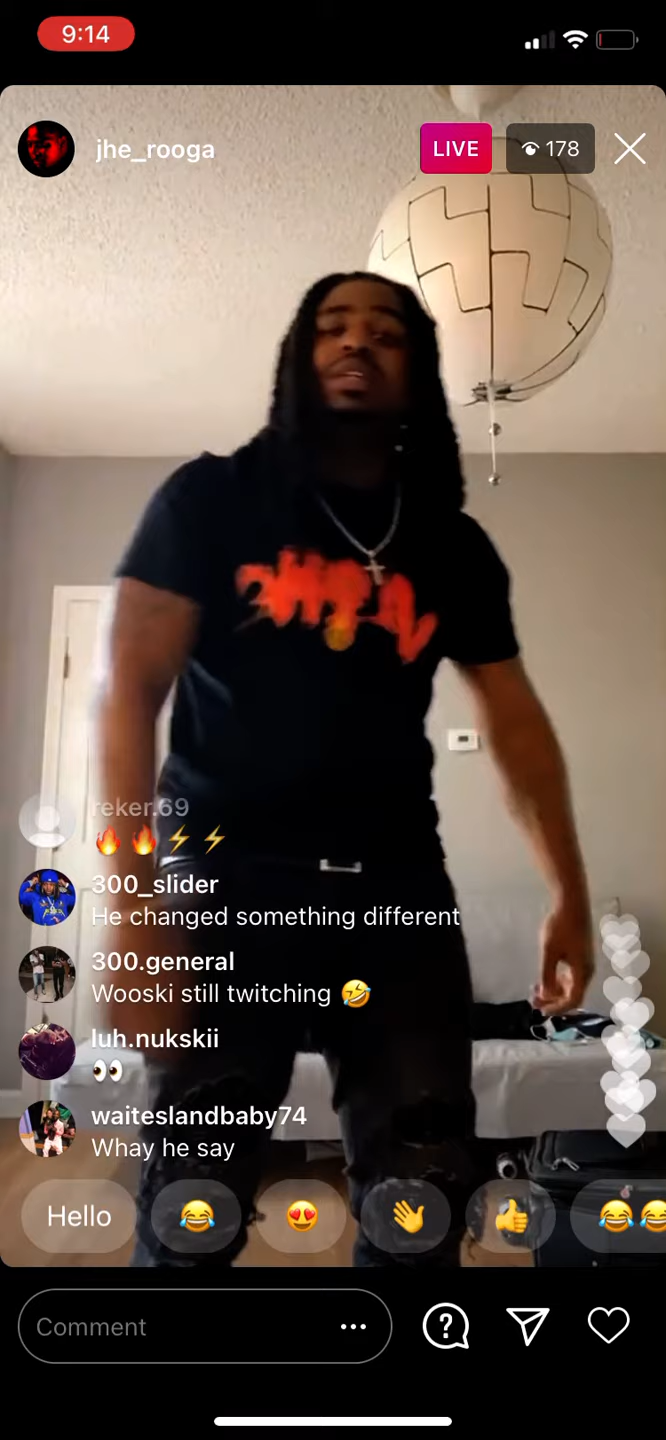 9:14
jhe_rooga
LIVE
178
reker.69
🔥🔥⚡⚡
300_slider
He changed something different
300.general
Wooski still twitching 🤣
luh.nukskii
👀
waiteslandbaby74
Whay he say
Hello 😂 😍 👋 👍 😂😂
Comment